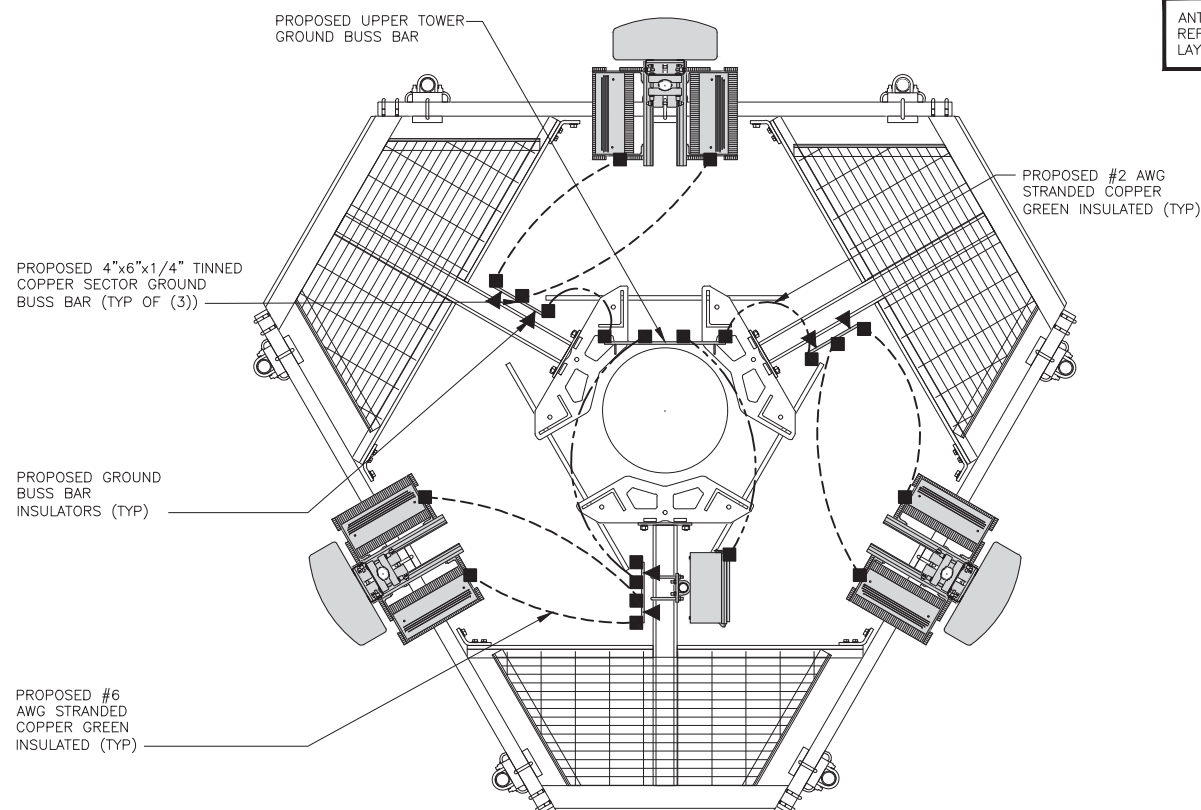 PROPOSED UPPER TOWER
GROUND BUSS BAR
PROPOSED #2 AWG
STRANDED COPPER
GREEN INSULATED (TYP)
PROPOSED 4"x6"x1/4" TINNED
COPPER SECTOR GROUND
BUSS BAR (TYP OF (3))
PROPOSED GROUND
BUSS BAR
INSULATORS (TYP)
PROPOSED #6
AWG STRANDED
COPPER GREEN
INSULATED (TYP)